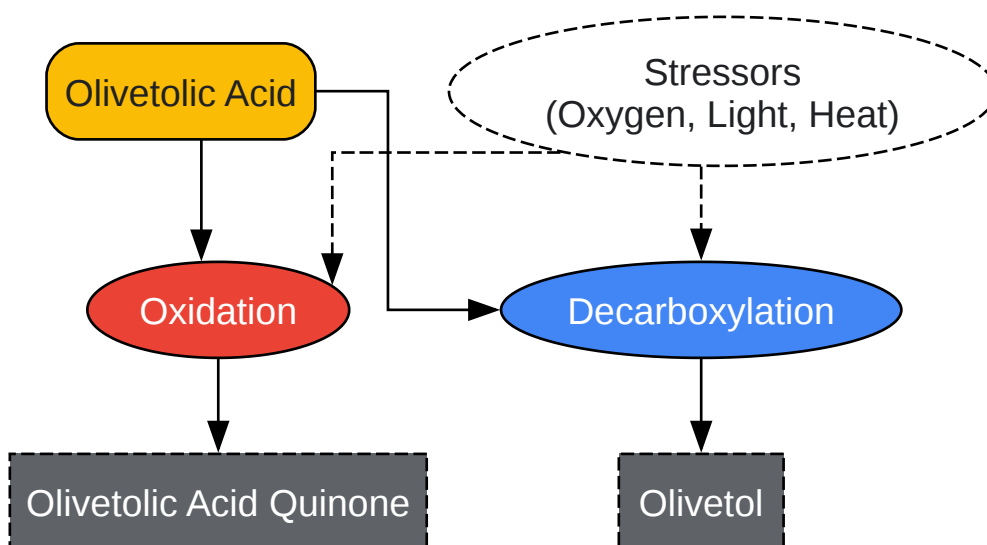 Olivetolic Acid
Stressors
(Oxygen, Light, Heat)
Oxidation
Decarboxylation
Olivetolic Acid Quinone
Olivetol